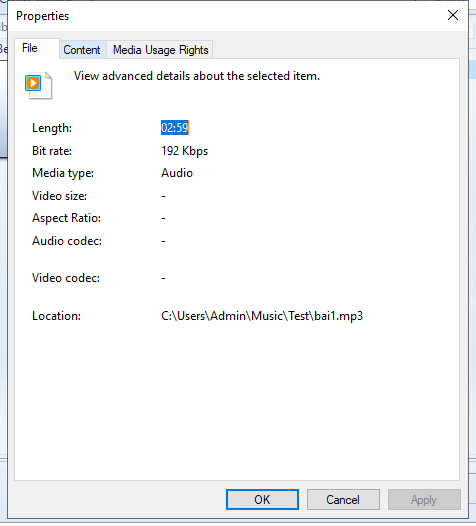 Properties
File
Content
Media Usage Rights
View advanced details about the selected item.
Length: 02:59
Bit rate: 192 Kbps
Media type: Audio
Video size: -
Aspect Ratio: -
Audio codec: -
Video codec: -
Location: C:\Users\Admin\Music\Test\bai1.mp3
OK
Cancel
Apply